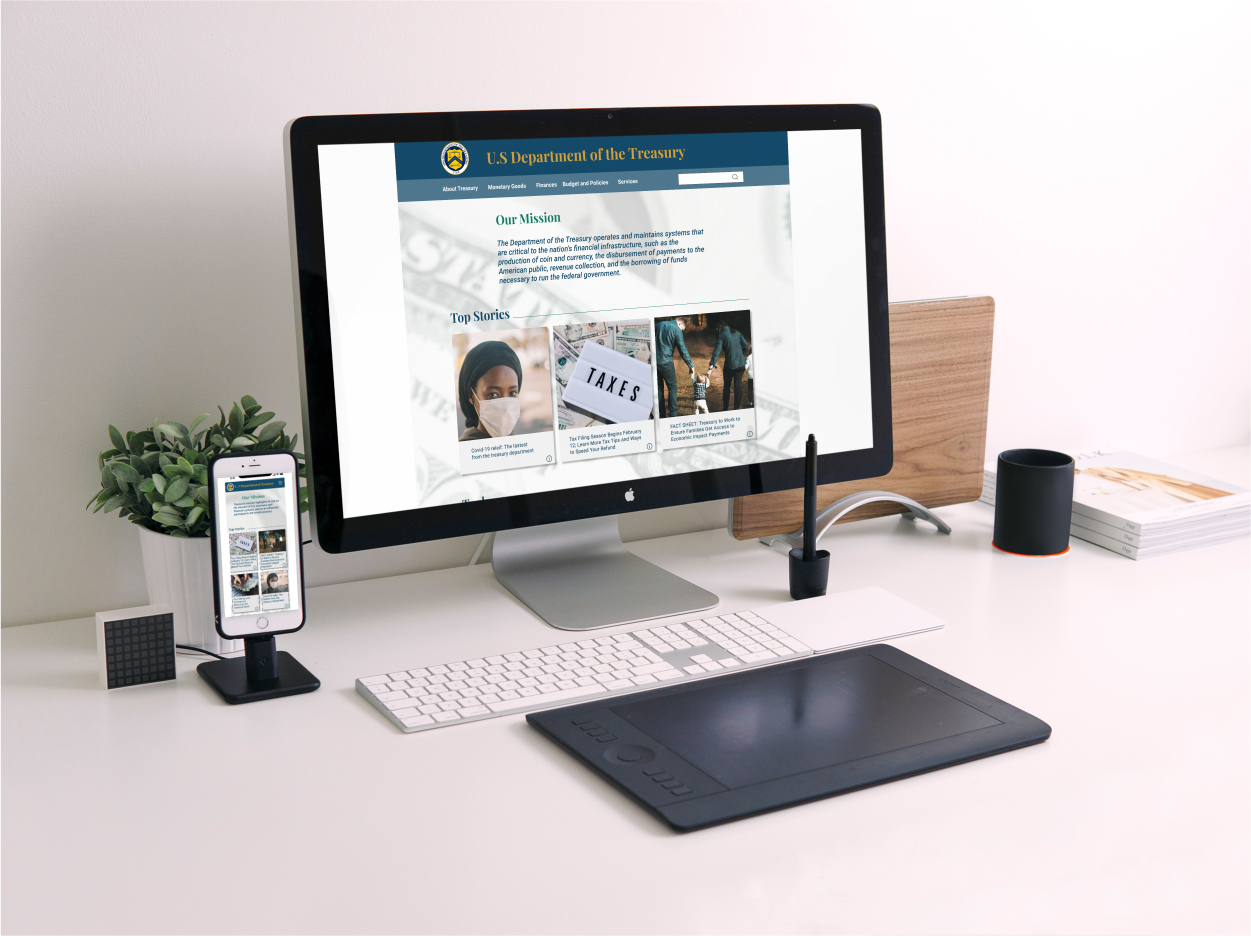 U.S Department of the Treasury
About Treasury Monetary Goods Finances Budget and Policies Services
Our Mission
The Department of the Treasury operates and maintains systems that
are critical to the nation's financial infrastructure, such as the
production of coin and currency, the disbursement of payments to the
American public, revenue collection, and the borrowing of funds
necessary to run the federal government.
Top Stories
TAXES
Covid-19 relief: The lastest
from the treasury department
Tax Filing Season Begins February
12; Learn More Tax Tips and Ways
to Speed Your Refund
FACT SHEET: Treasury to Work to
Ensure Families Get Access to
Economic Impact Payments
U.S Department of the Treasury
Our Mission
Top Stories
TAXES